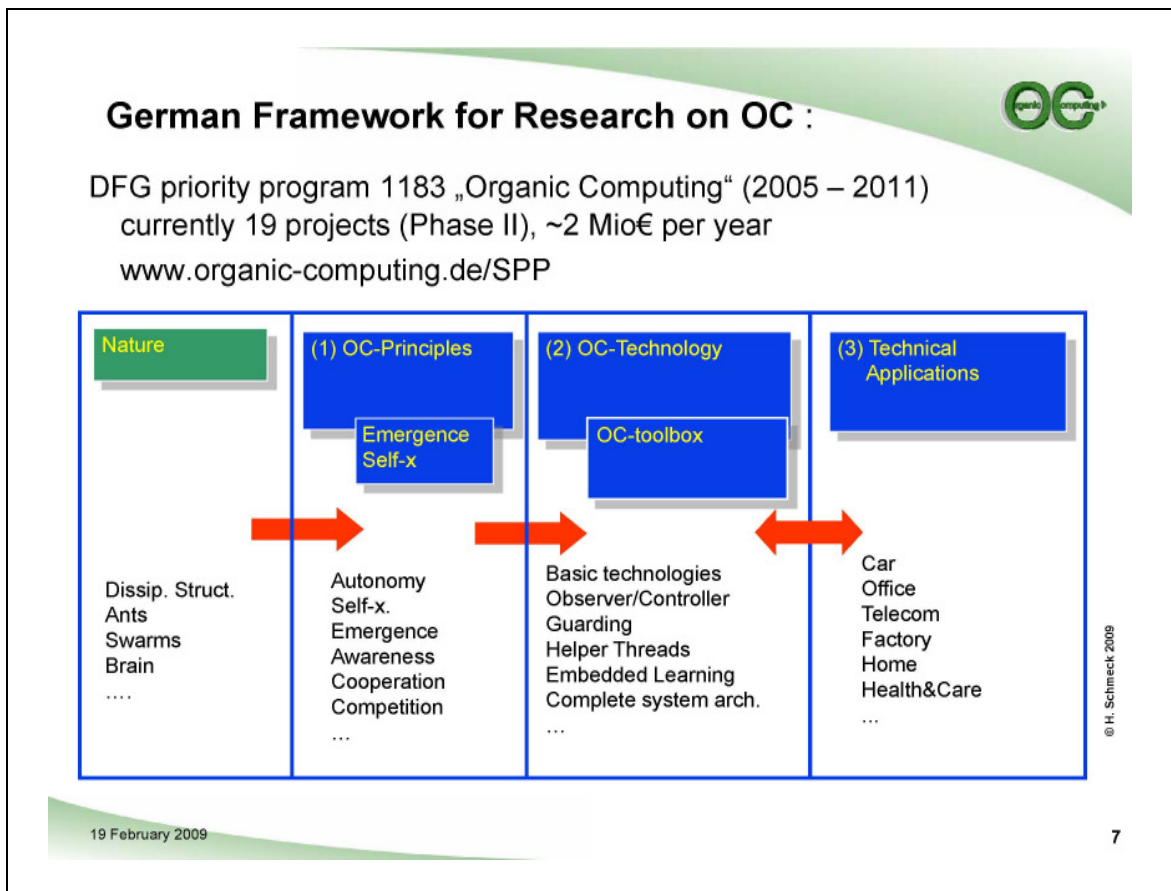 Organic Computing
OC
German Framework for Research on OC :
DFG priority program 1183 „Organic Computing“ (2005 – 2011)
currently 19 projects (Phase II), ~2 Mio€ per year
www.organic-computing.de/SPP
Nature
Dissip. Struct.
Ants
Swarms
Brain
….
(1) OC-Principles
Emergence
Self-x
Autonomy
Self-x.
Emergence
Awareness
Cooperation
Competition
…
(2) OC-Technology
OC-toolbox
Basic technologies
Observer/Controller
Guarding
Helper Threads
Embedded Learning
Complete system arch.
…
(3) Technical
Applications
Car
Office
Telecom
Factory
Home
Health&Care
…
© H. Schmeck 2009
19 February 2009
7